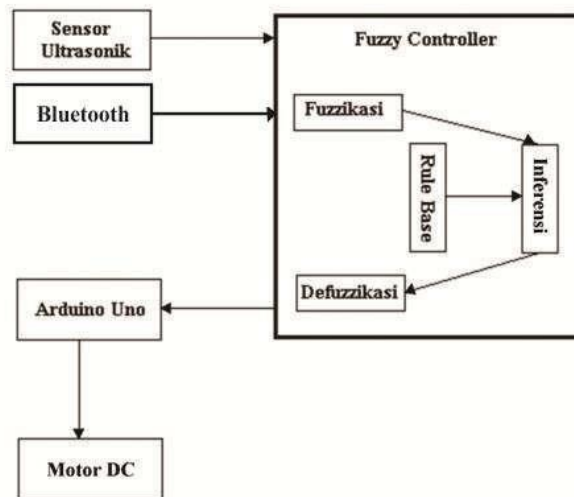 Sensor
Ultrasonik
Fuzzy Controller
Bluetooth
Fuzzikasi
Rule Base
Inferensi
Defuzzikasi
Arduino Uno
Motor DC